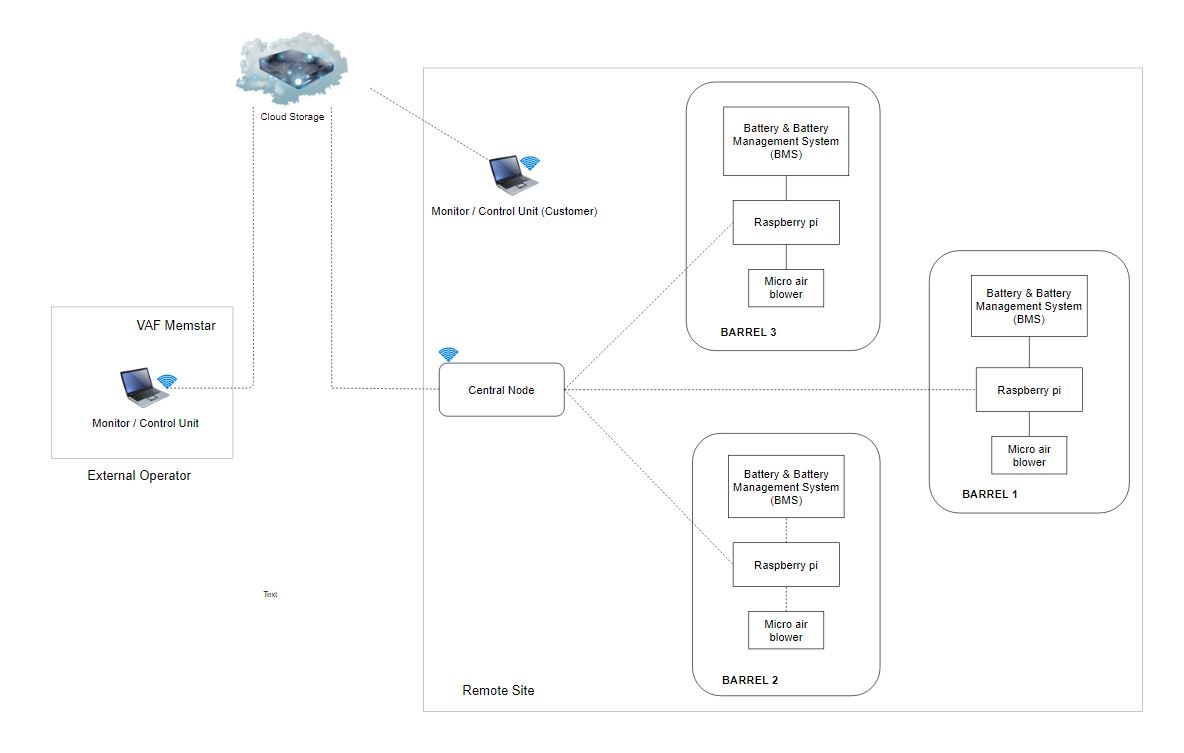 Cloud Storage
Monitor / Control Unit (Customer)
Battery & Battery
Management System
(BMS)
Raspberry pi
Micro air
blower
BARREL 3
Battery & Battery
Management System
(BMS)
Raspberry pi
Micro air
blower
BARREL 1
VAF Memstar
Monitor / Control Unit
External Operator
Central Node
Battery & Battery
Management System
(BMS)
Raspberry pi
Micro air
blower
BARREL 2
Text
Remote Site